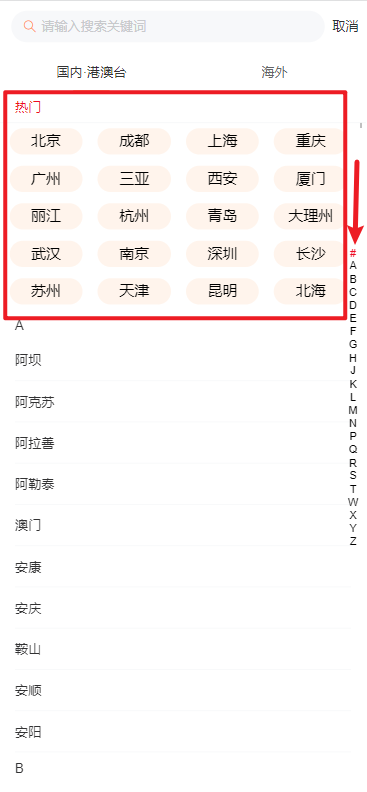 请输入搜索关键词 取消
国内·港澳台 海外
热门
北京 成都 上海 重庆
广州 三亚 西安 厦门
丽江 杭州 青岛 大理州
武汉 南京 深圳 长沙
苏州 天津 昆明 北海
A
阿坝
阿克苏
阿拉善
阿勒泰
澳门
安康
安庆
鞍山
安顺
安阳
B
#
A
B
C
D
E
F
G
H
J
K
L
M
N
P
Q
R
S
T
W
X
Y
Z